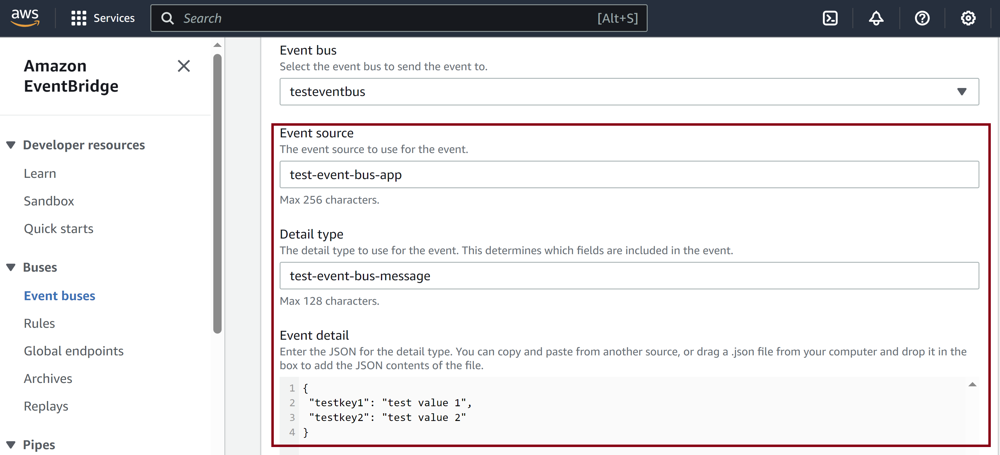 aws
Services
Search
[Alt+S]
Amazon
EventBridge
Developer resources
Learn
Sandbox
Quick starts
Buses
Event buses
Rules
Global endpoints
Archives
Replays
Pipes
Event bus
Select the event bus to send the event to.
testeventbus
Event source
The event source to use for the event.
test-event-bus-app
Max 256 characters.
Detail type
The detail type to use for the event. This determines which fields are included in the event.
test-event-bus-message
Max 128 characters.
Event detail
Enter the JSON for the detail type. You can copy and paste from another source, or drag a .json file from your computer and drop it in the
box to add the JSON contents of the file.
1 {
2 "testkey1": "test value 1",
3 "testkey2": "test value 2"
4 }